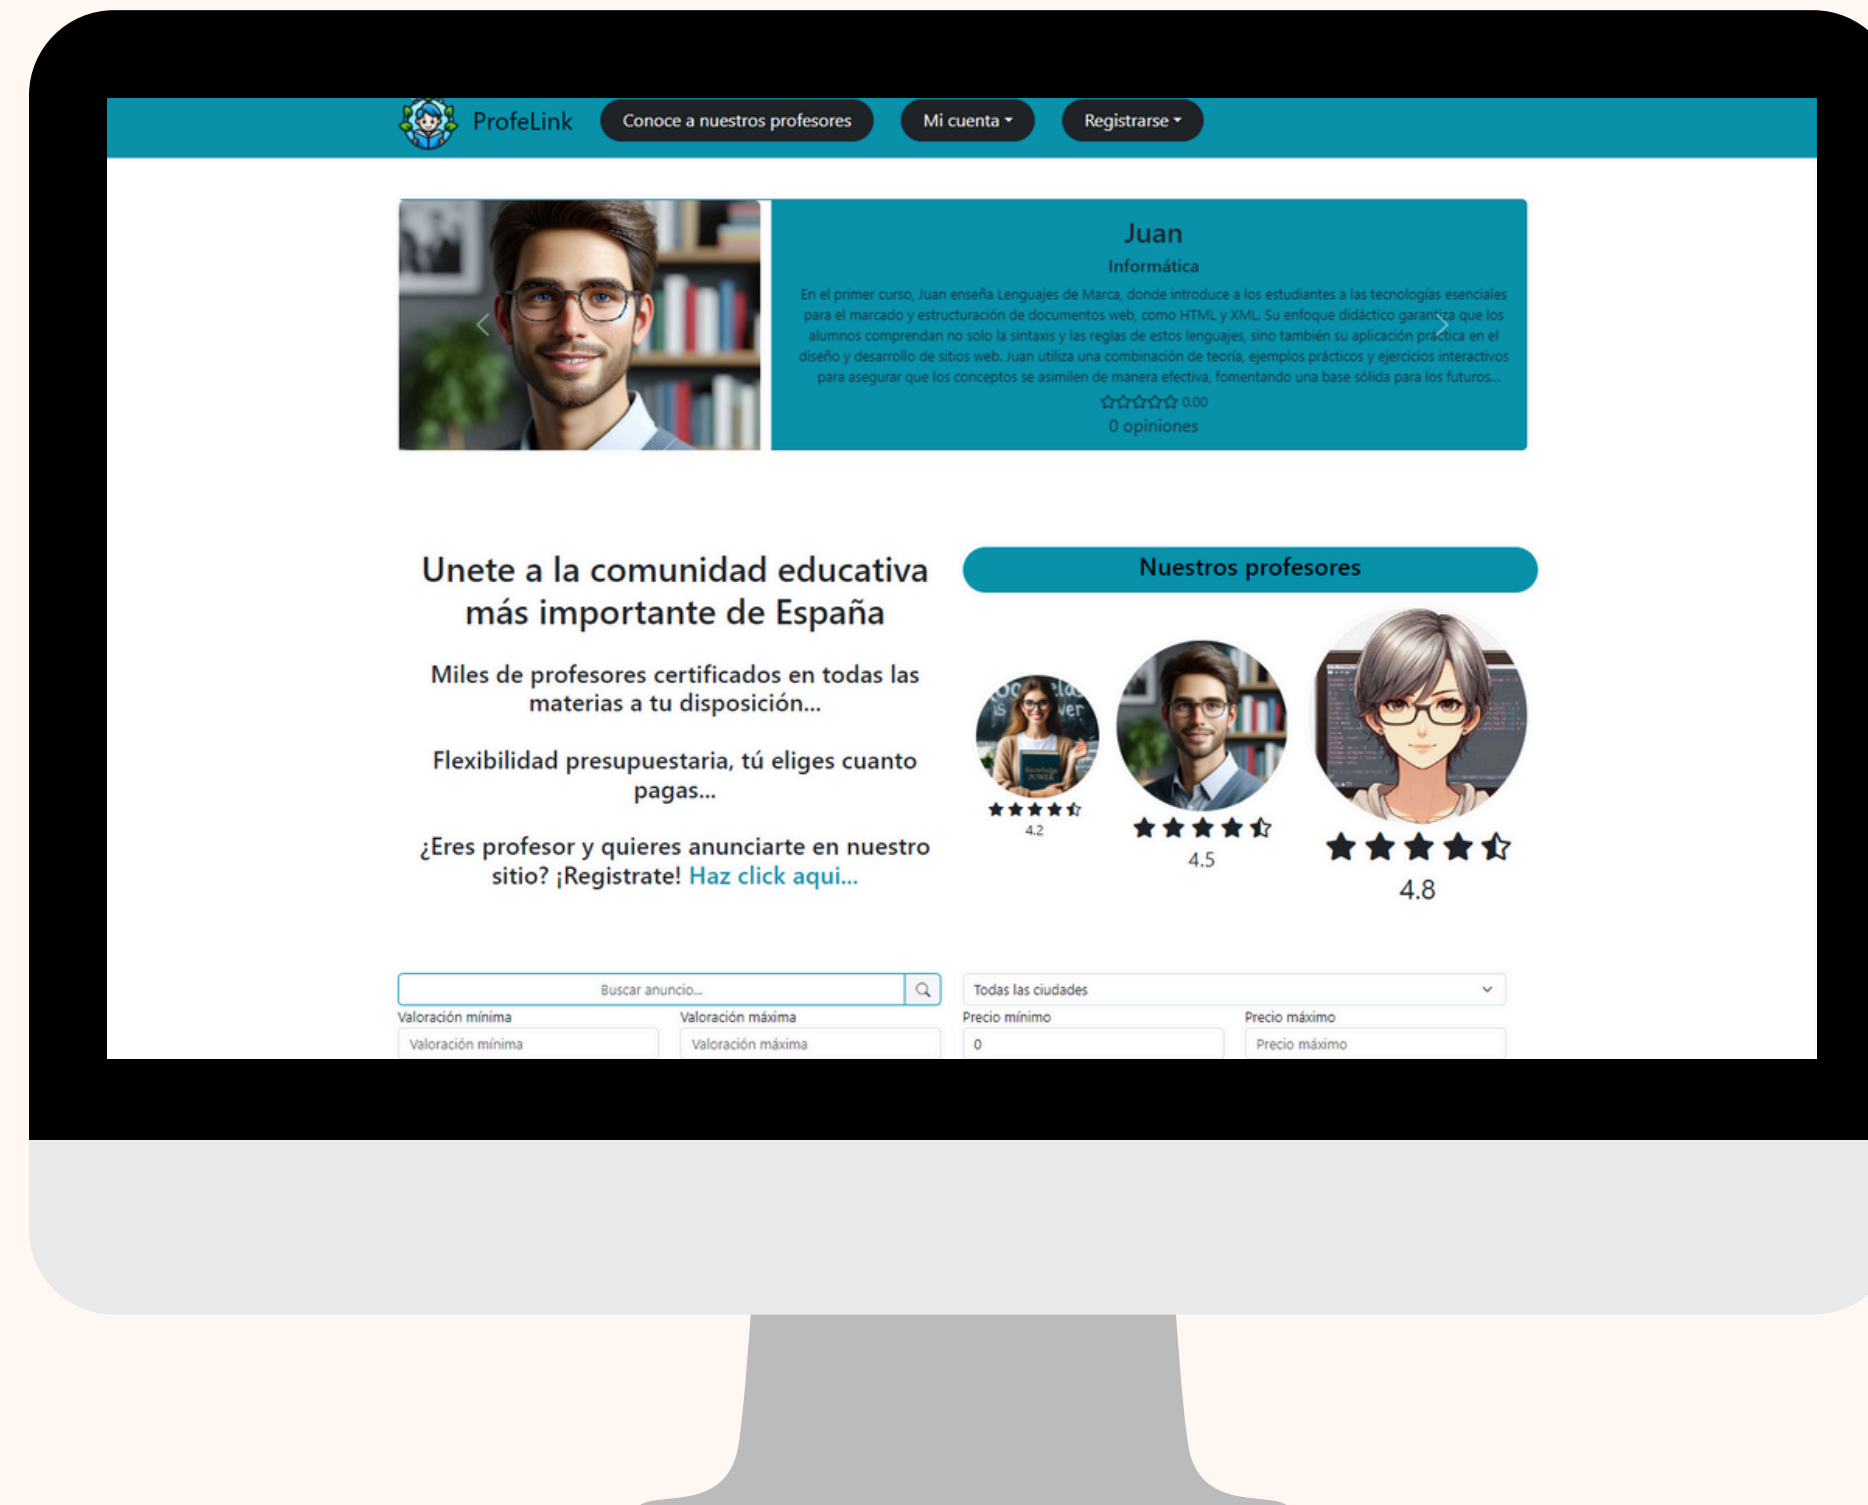 ProfeLink
Conoce a nuestros profesores
Mi cuenta
Registrarse
Juan
Informática
En el primer curso, Juan enseña Lenguajes de Marca, donde introduce a los estudiantes a las tecnologías esenciales
para el marcado y estructuración de documentos web, como HTML y XML. Su enfoque didáctico garantiza que los
alumnos comprendan no solo la sintaxis y las reglas de estos lenguajes, sino también su aplicación práctica en el
diseño y desarrollo de sitios web. Juan utiliza una combinación de teoría, ejemplos prácticos y ejercicios interactivos
para asegurar que los conceptos se asimilen de manera efectiva, fomentando una base sólida para los futuros...
0.00
0 opiniones
Unete a la comunidad educativa
más importante de España
Miles de profesores certificados en todas las
materias a tu disposición...
Flexibilidad presupuestaria, tú eliges cuanto
pagas...
¿Eres profesor y quieres anunciarte en nuestro
sitio? ¡Registrate! Haz click aqui...
Nuestros profesores
Knowledge
POWER
4.2
4.5
4.8
Buscar anuncio...
Todas las ciudades
Valoración mínima
Valoración máxima
Precio mínimo
Precio máximo
Valoración mínima
Valoración máxima
0
Precio máximo